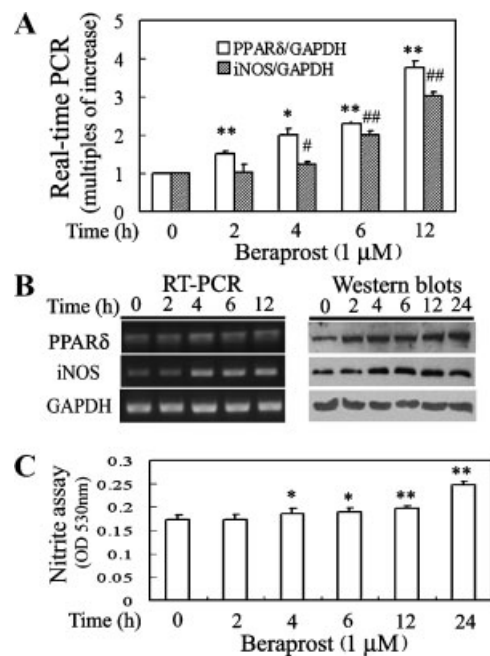 A
Real-time PCR
(multiples of increase)
5
4
3
2
1
0
PPARδ/GAPDH
iNOS/GAPDH
** * ** **
# ## ##
Time (h) 0 2 4 6 12
Beraprost (1 µM)
B
RT-PCR
Time (h) 0 2 4 6 12
PPARδ
iNOS
GAPDH
Western blots
0 2 4 6 12 24
C
Nitrite assay
(OD 530nm)
0.3
0.25
0.2
0.15
0.1
0.05
0
* * ** **
Time (h) 0 2 4 6 12 24
Beraprost (1 µM)